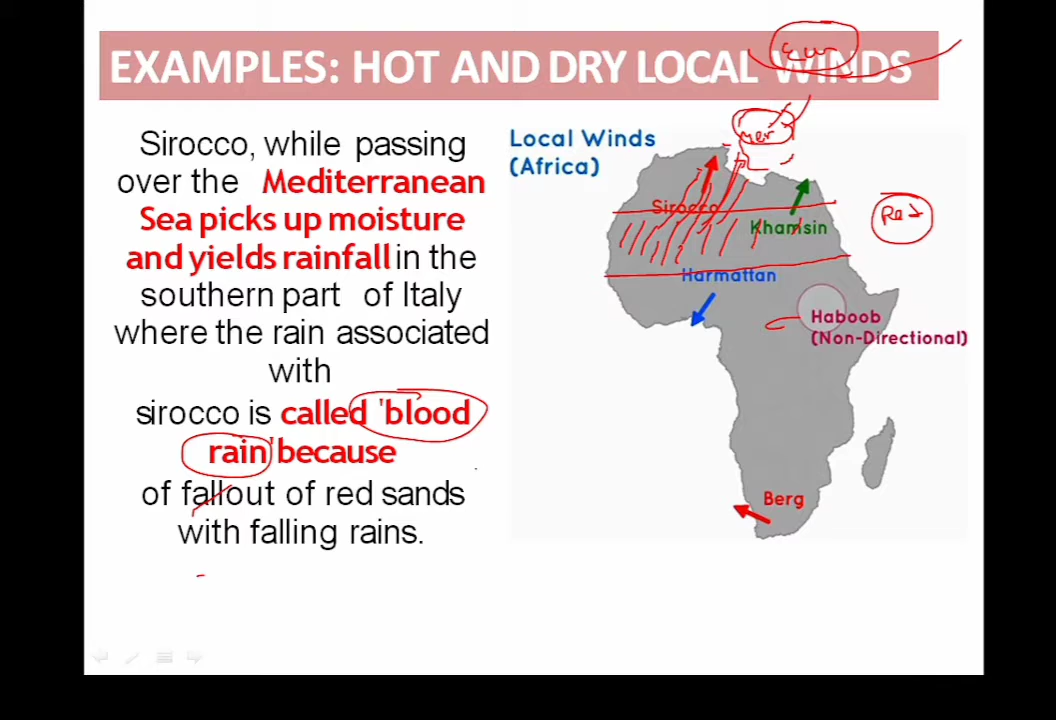 EXAMPLES: HOT AND DRY LOCAL WINDS
Sirocco, while passing
over the Mediterranean
Sea picks up moisture
and yields rainfall in the
southern part of Italy
where the rain associated
with
sirocco is called 'blood
rain' because
of fallout of red sands
with falling rains.
Local Winds
(Africa)
Sirocco
Khamsin
Harmattan
Haboob
(Non-Directional)
Berg